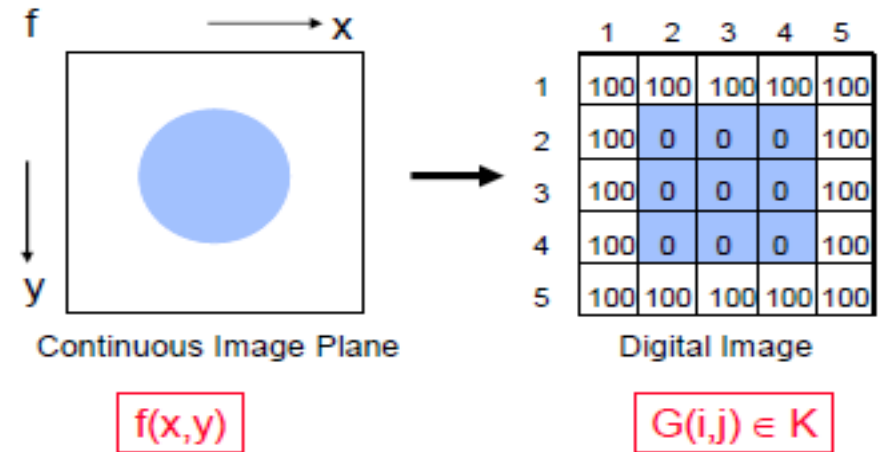 f
x
y
Continuous Image Plane
f(x,y)
1 2 3 4 5
1 100 100 100 100 100
2 100 0 0 0 100
3 100 0 0 0 100
4 100 0 0 0 100
5 100 100 100 100 100
Digital Image
G(i,j) ∈ K